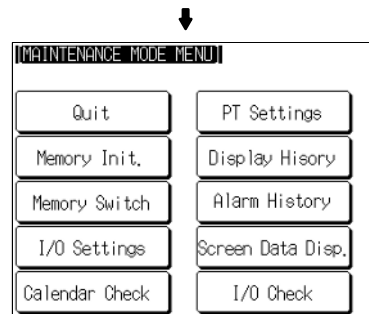 [MAINTENANCE MODE MENU]
Quit
PT Settings
Memory Init.
Display Hisory
Memory Switch
Alarm History
I/O Settings
Screen Data Disp.
Calendar Check
I/O Check